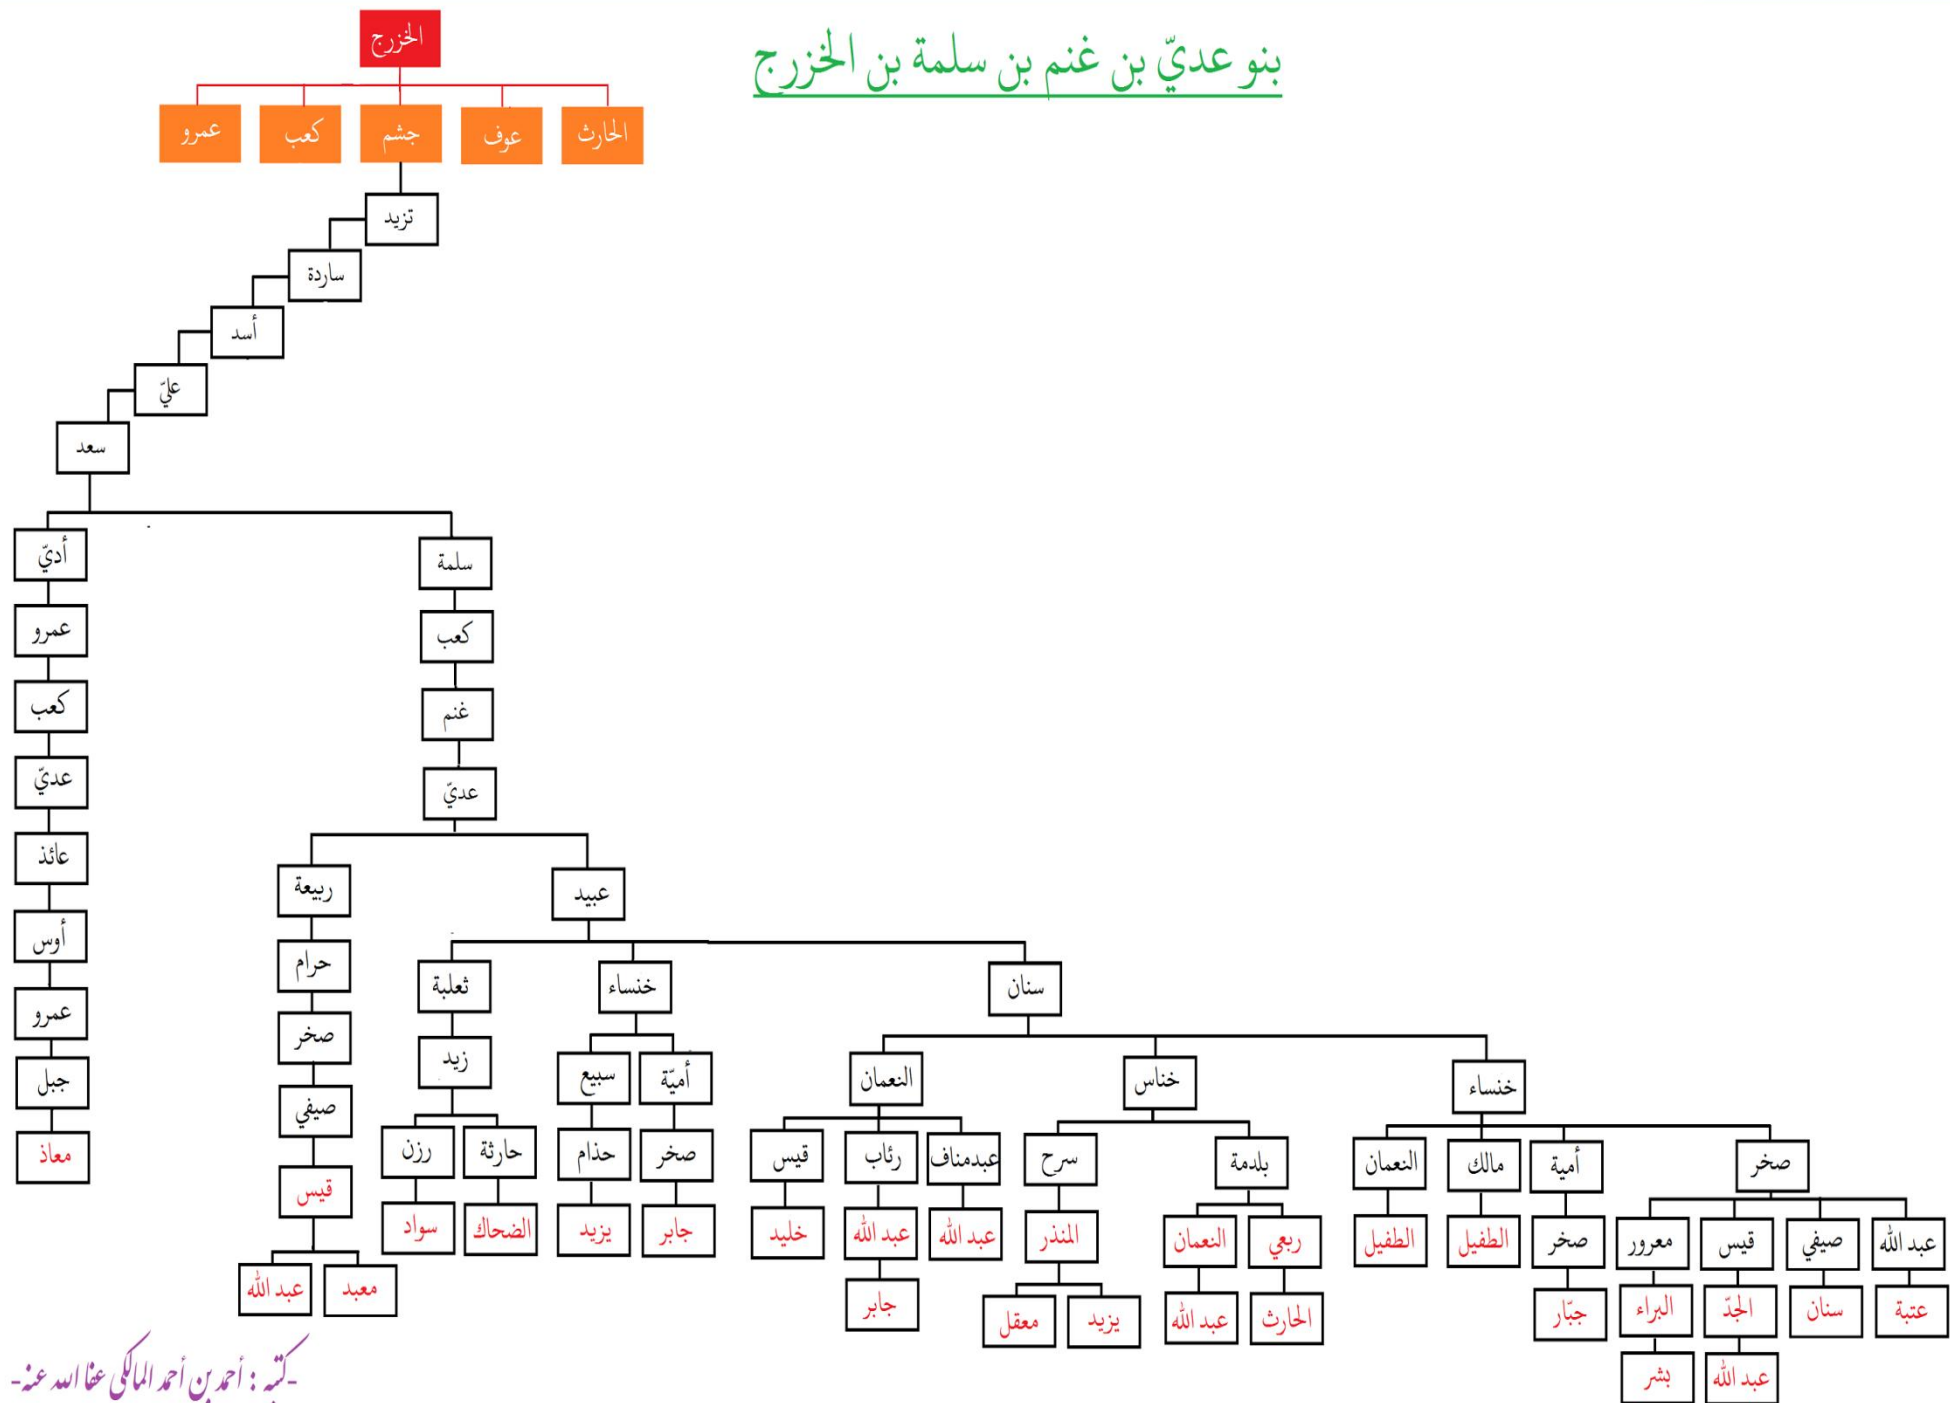 بنو عديّ بن غنم بن سلمة بن الخزرج
الخزرج
الحارث عوف جشم كعب عمرو
تزيد
ساردة
أسد
عليّ
سعد
سلمة أديّ
كعب عمرو
غنم كعب
عديّ عديّ
عبيد ربيعة عائذ
سنان خنساء ثعلبة حرام أوس
صخر عمرو
خنساء خناس النعمان أميّة سبيع زيد جبل
صخر أمية مالك النعمان بلدمة سرح عبدمناف رئاب قيس صخر حذام حارثة رزن صيفي معاذ
عبد الله صيفي قيس معرور صخر الطفيل الطفيل ربعي النعمان المنذر عبد الله عبد الله خليد جابر يزيد الضحاك سواد قيس
عتبة سنان الجدّ البراء جبّار الحارث عبد الله يزيد معقل جابر معبد عبد الله
عبد الله بشر
-كتبه : أحمد بن أحمد المالكي عفا الله عنه-